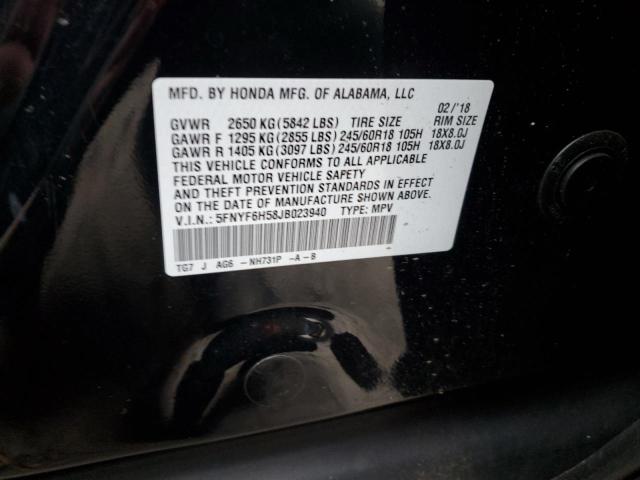 MFD. BY HONDA MFG. OF ALABAMA, LLC
02/'18
GVWR 2650 KG(5842 LBS) TIRE SIZE RIM SIZE
GAWR F 1295 KG(2855 LBS) 245/60R18 105H 18X8.0J
GAWR R 1405 KG(3097 LBS) 245/60R18 105H 18X8.0J
THIS VEHICLE CONFORMS TO ALL APPLICABLE
FEDERAL MOTOR VEHICLE SAFETY
AND THEFT PREVENTION STANDARDS IN EFFECT
ON THE DATE OF MANUFACTURE SHOWN ABOVE.
V.I.N.: 5FNYF6H58JB023940 TYPE: MPV
TG7 J AG6 -NH731P -A-B